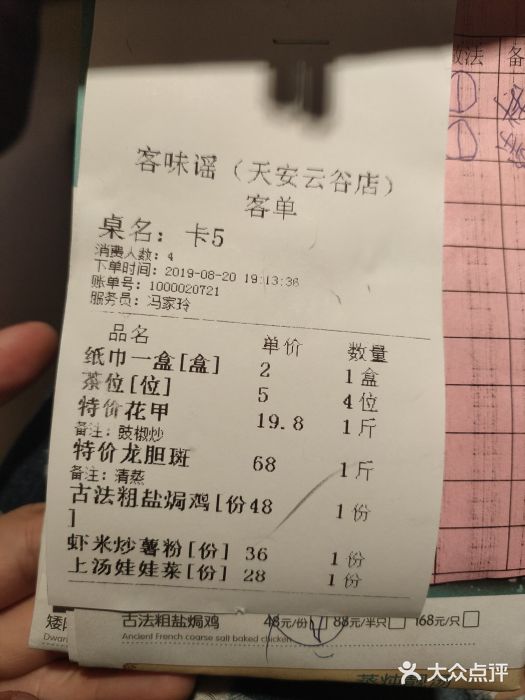 做法 备
客味谣（天安云谷店）
客单
桌名：卡5
消费人数：4
下单时间：2019-08-20 19:13:36
账单号：1000020721
服务员：冯家玲
品名 单价 数量
纸巾一盒[盒] 2 1盒
茶位[位] 5 4位
特价花甲 19.8 1斤
备注：豉椒炒
特价龙胆斑 68 1斤
备注：清蒸
古法粗盐焗鸡[份 48 1份
]
虾米炒薯粉[份] 36 1份
上汤娃娃菜[份] 28 1份
古法粗盐焗鸡 48元/份 88元/半只 168元/只
Ancient French coarse salt baked chicken
大众点评